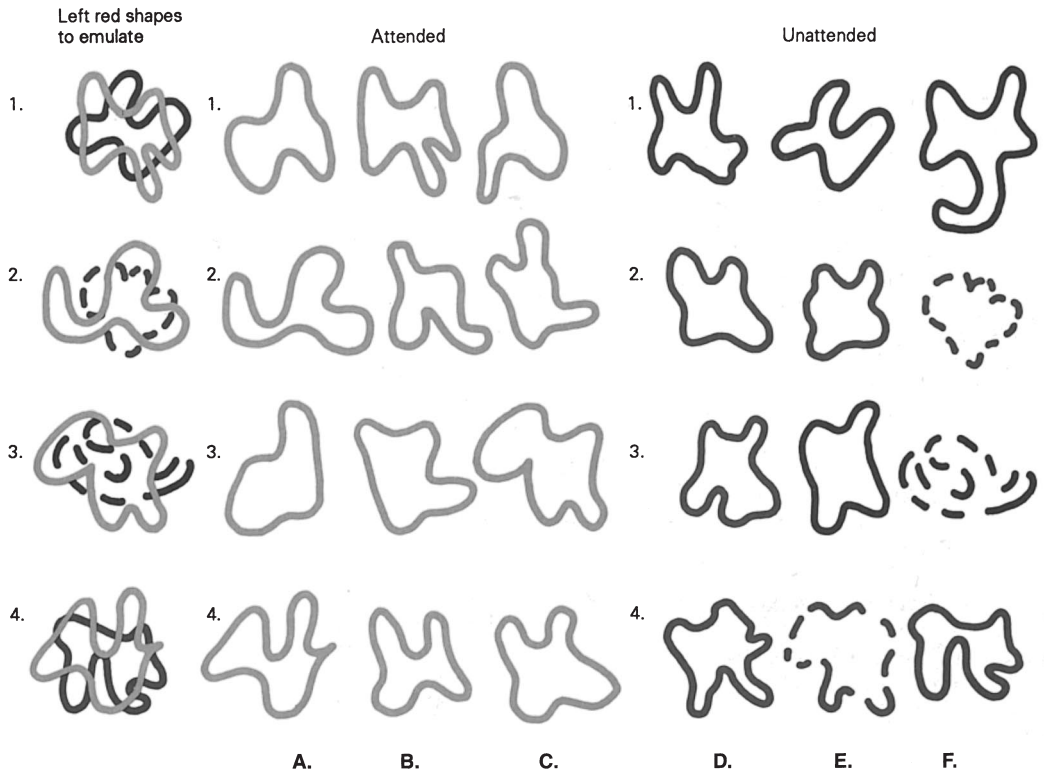 Left red shapes
to emulate
Attended
Unattended
1.
1.
1.
2.
2.
2.
3.
3.
3.
4.
4.
4.
A.
B.
C.
D.
E.
F.